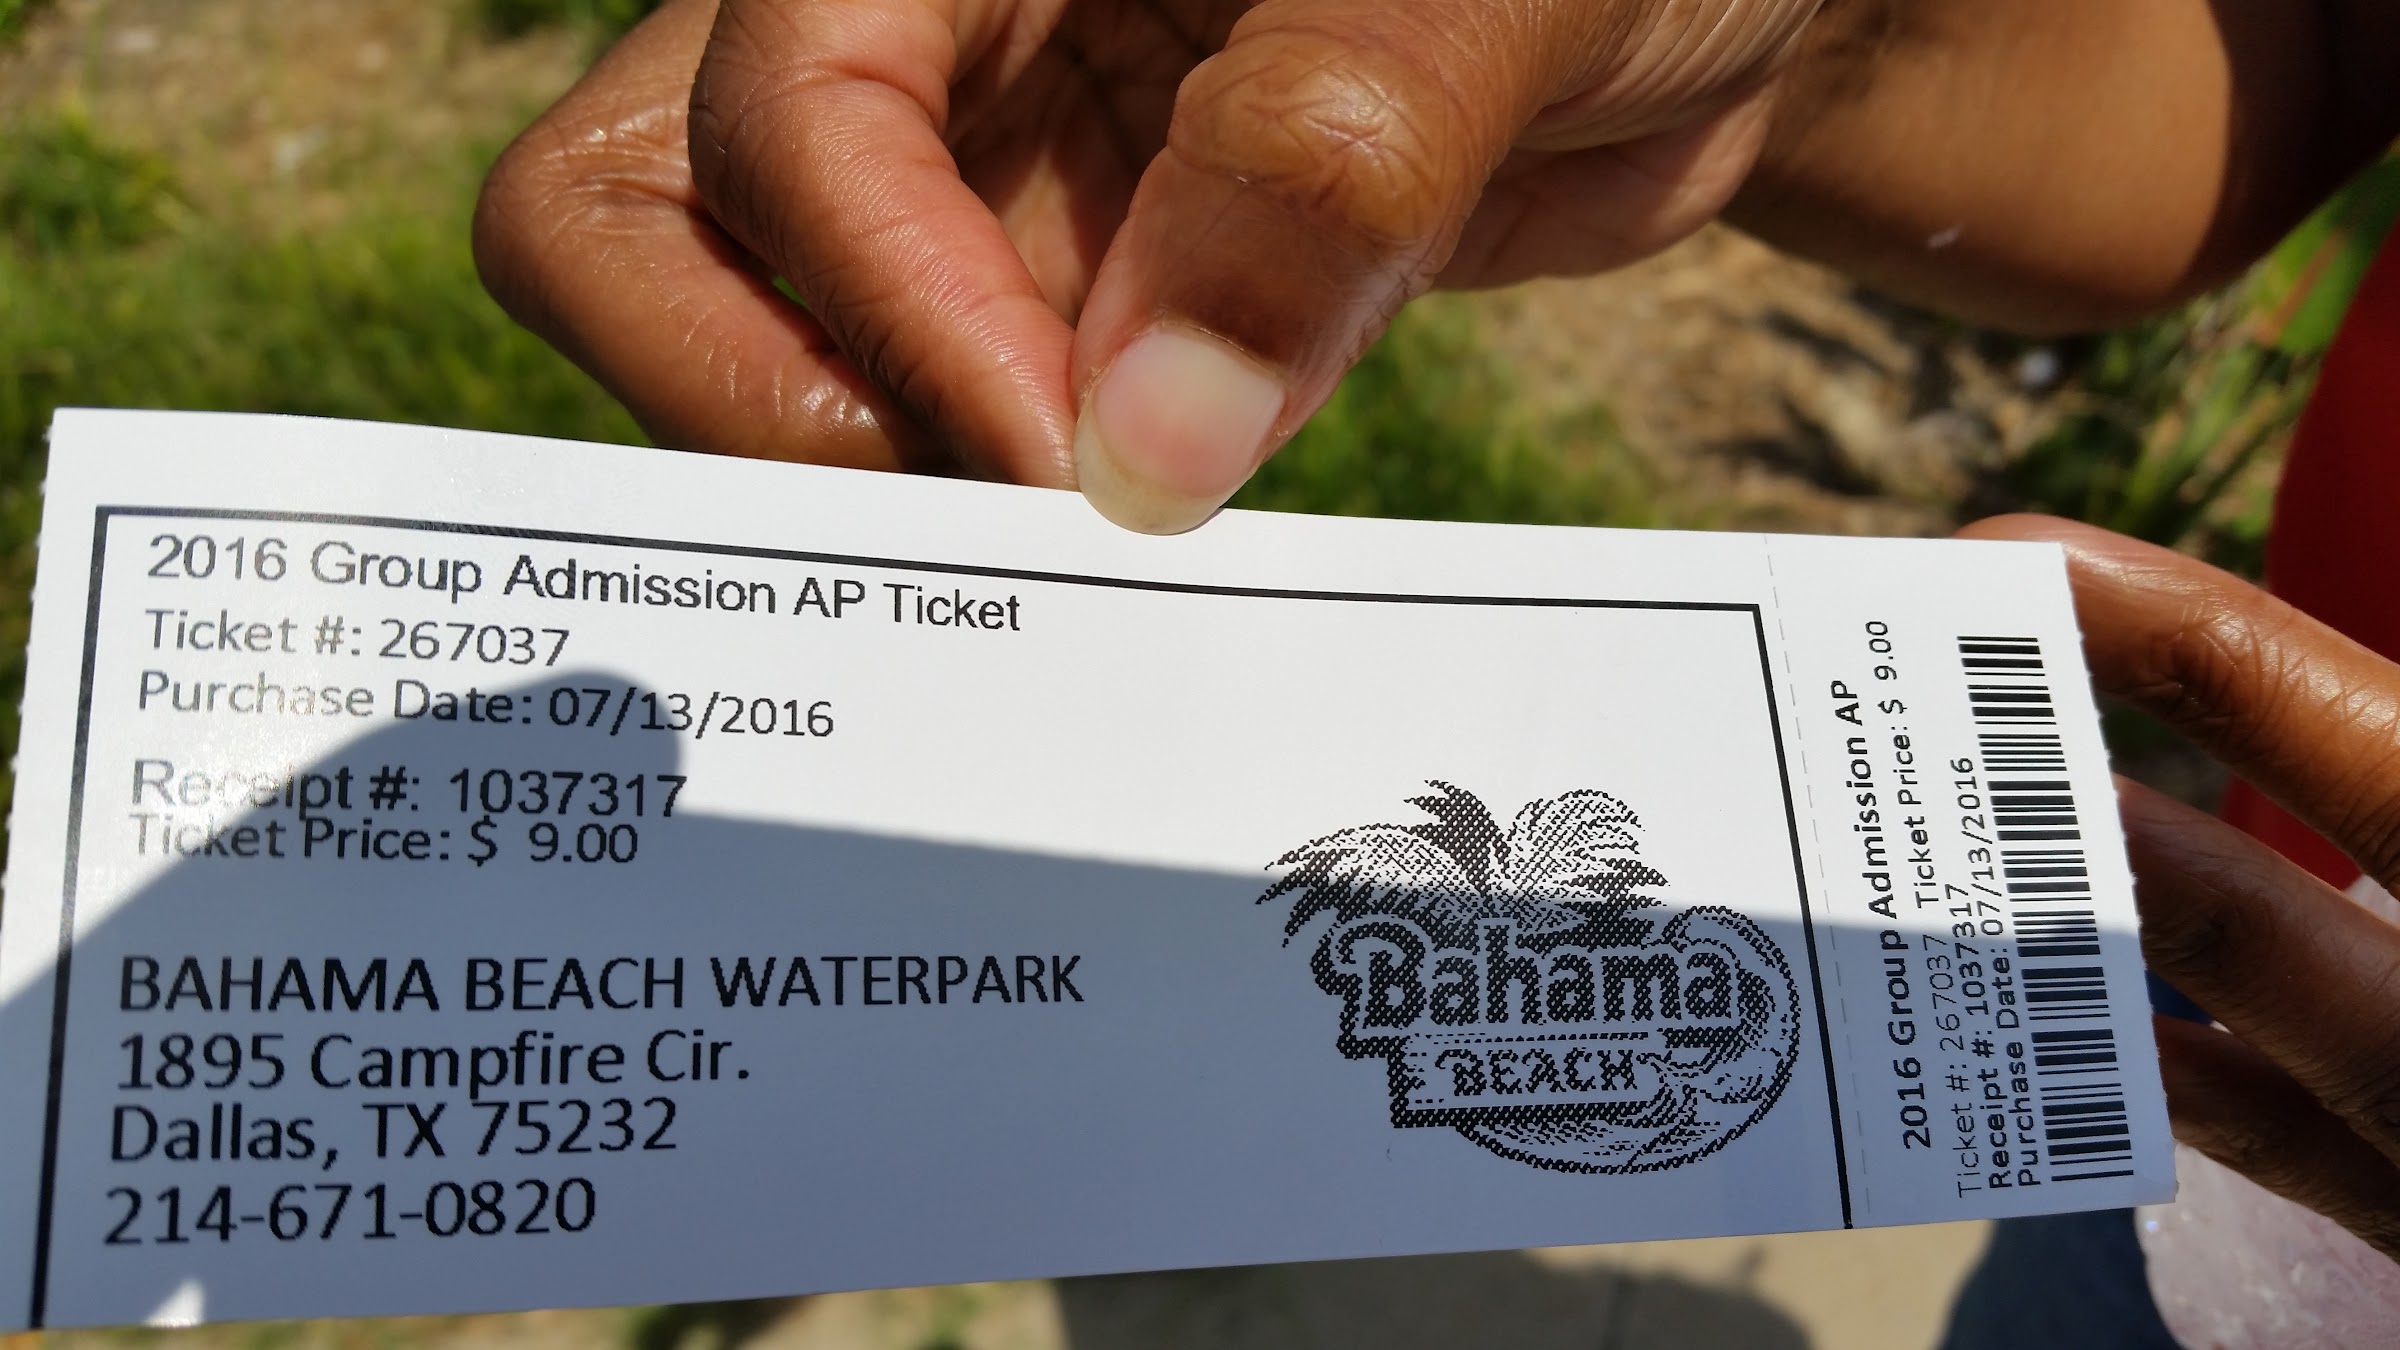 2016 Group Admission AP Ticket
Ticket #: 267037
Purchase Date: 07/13/2016
Receipt #: 1037317
Ticket Price: $ 9.00
BAHAMA BEACH WATERPARK
1895 Campfire Cir.
Dallas, TX 75232
214-671-0820
Bahama
BEACH
2016 Group Admission AP
Ticket #: 267037 Ticket Price: $ 9.00
Receipt #: 1037317
Purchase Date: 07/13/2016